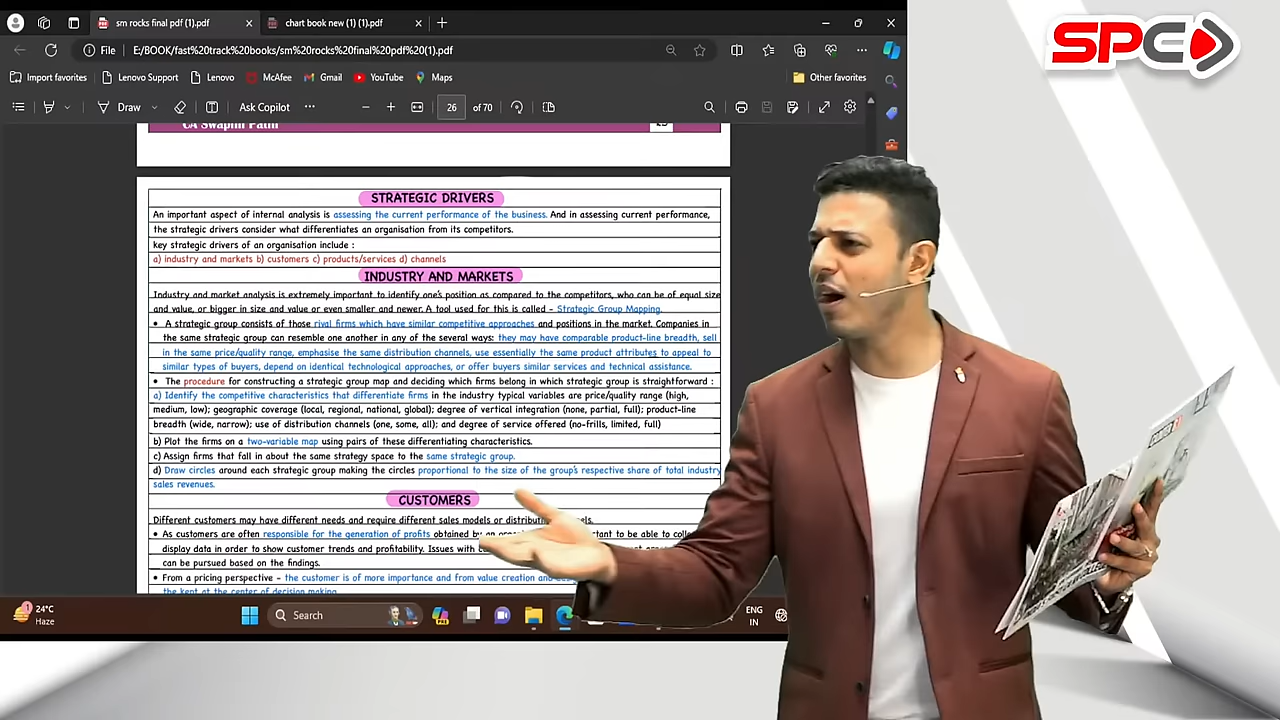 sm rocks final pdf (1).pdf
chart book new (1) (1).pdf
File
E/BOOK/fast%20track%20books/sm%20rocks%20final%20pdf%20(1).pdf
Import favorites
Lenovo Support
Lenovo
McAfee
Gmail
YouTube
Maps
Other favorites
Draw
Ask Copilot
26
of 70
CA Swapnil Patni
25
STRATEGIC DRIVERS
An important aspect of internal analysis is assessing the current performance of the business. And in assessing current performance,
the strategic drivers consider what differentiates an organisation from its competitors.
key strategic drivers of an organisation include :
a) industry and markets b) customers c) products/services d) channels
INDUSTRY AND MARKETS
Industry and market analysis is extremely important to identify one's position as compared to the competitors, who can be of equal size
and value, or bigger in size and value or even smaller and newer. A tool used for this is called - Strategic Group Mapping.
• A strategic group consists of those rival firms which have similar competitive approaches and positions in the market. Companies in
the same strategic group can resemble one another in any of the several ways: they may have comparable product-line breadth, sell
in the same price/quality range, emphasise the same distribution channels, use essentially the same product attributes to appeal to
similar types of buyers, depend on identical technological approaches, or offer buyers similar services and technical assistance.
• The procedure for constructing a strategic group map and deciding which firms belong in which strategic group is straightforward :
a) Identify the competitive characteristics that differentiate firms in the industry typical variables are price/quality range (high,
medium, low); geographic coverage (local, regional, national, global); degree of vertical integration (none, partial, full); product-line
breadth (wide, narrow); use of distribution channels (one, some, all); and degree of service offered (no-frills, limited, full)
b) Plot the firms on a two-variable map using pairs of these differentiating characteristics.
c) Assign firms that fall in about the same strategy space to the same strategic group.
d) Draw circles around each strategic group making the circles proportional to the size of the group's respective share of total industry
sales revenues.
CUSTOMERS
Different customers may have different needs and require different sales models or
• As customers are often responsible for the generation of profits obtained by to be able to
display data in order to show customer trends and profitability. Issues with
can be pursued based on the findings.
• From a pricing perspective - the customer is of more importance and from value creation and
the kept at the center of decision making
1
24°C
Haze
Search
ENG
IN
SPC